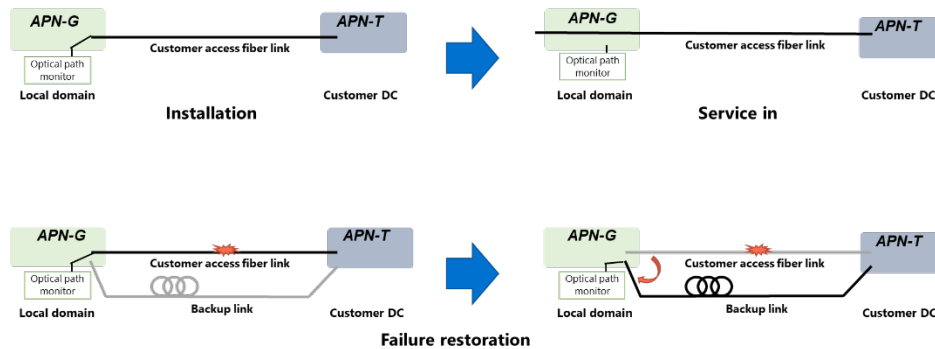 APN-G
APN-T
Customer access fiber link
Optical path
monitor
Local domain
Customer DC
Installation
APN-G
APN-T
Customer access fiber link
Optical path
monitor
Local domain
Customer DC
Service in
APN-G
APN-T
Customer access fiber link
Optical path
monitor
Backup link
Local domain
Customer DC
APN-G
APN-T
Customer access fiber link
Optical path
monitor
Backup link
Local domain
Customer DC
Failure restoration